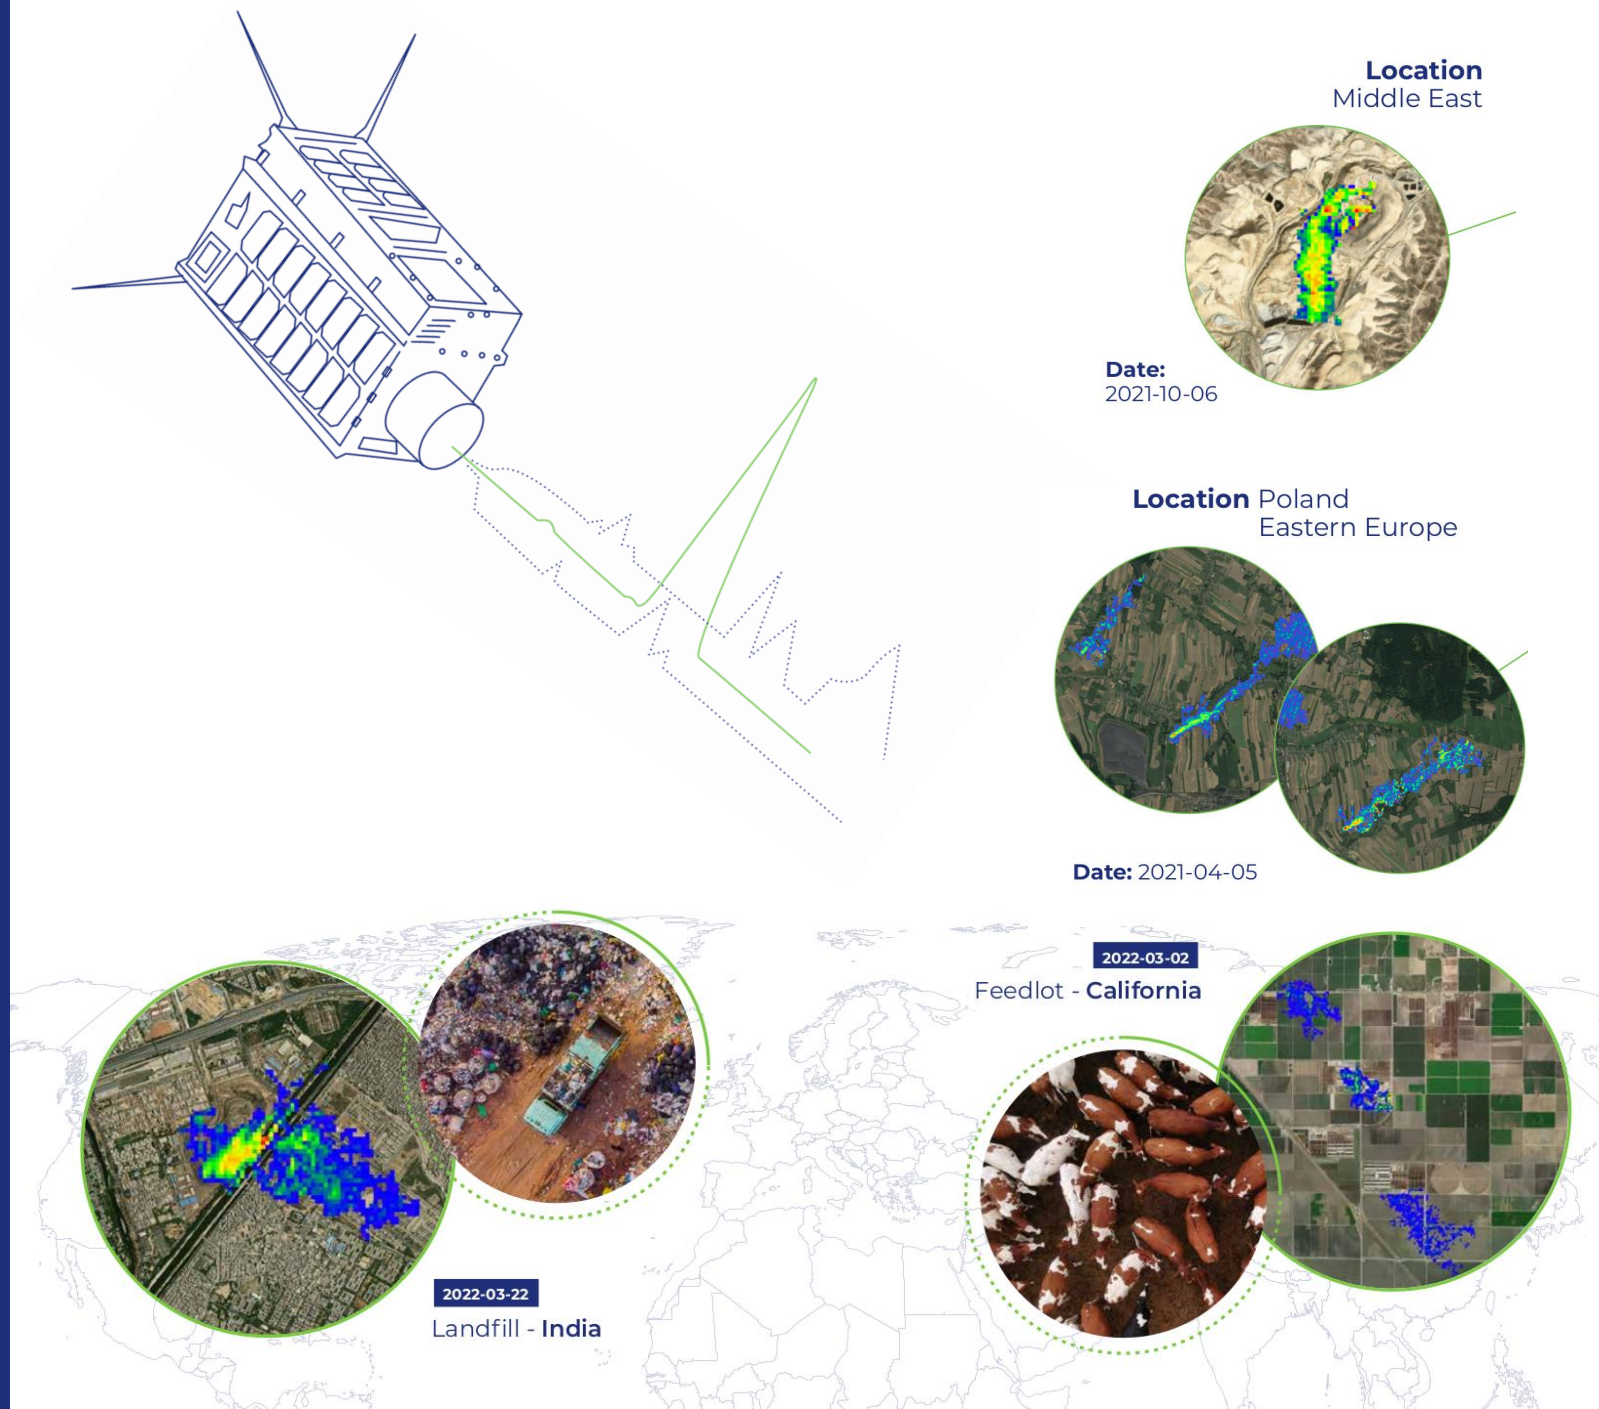 Location
Middle East
Date:
2021-10-06
Location Poland
Eastern Europe
Date: 2021-04-05
2022-03-02
Feedlot - California
2022-03-22
Landfill - India